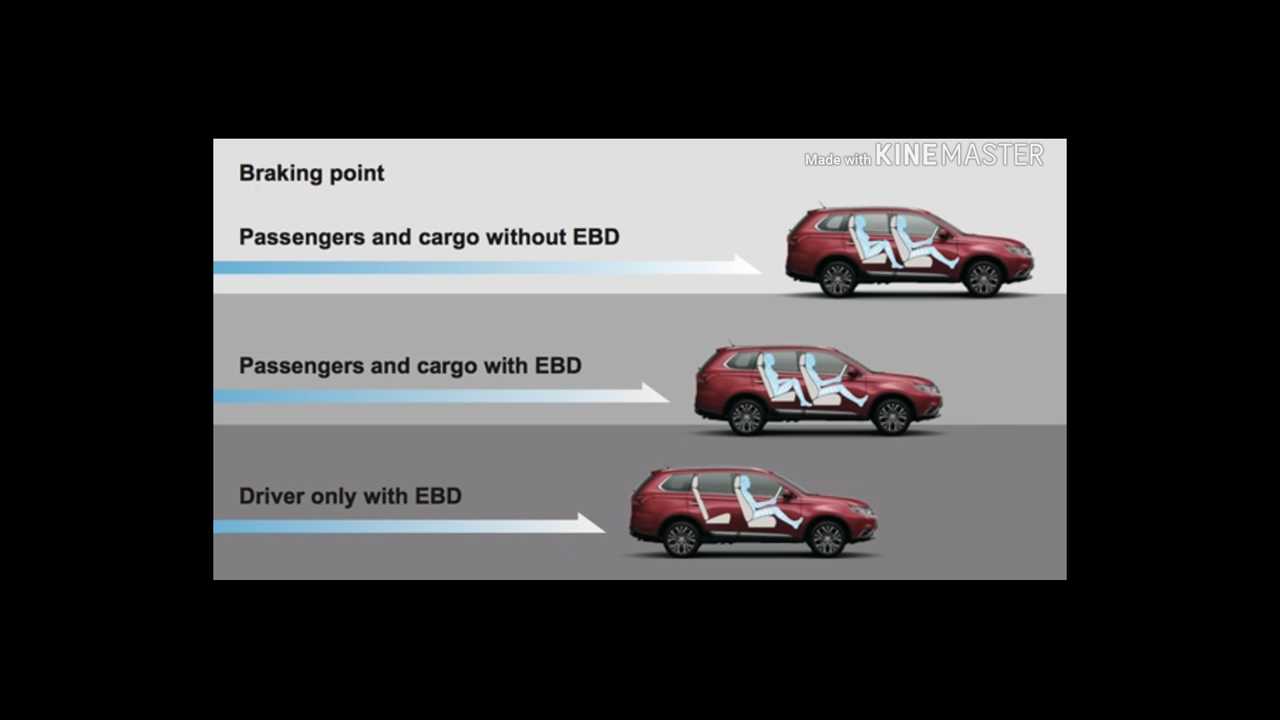 Made with KINEMASTER
Braking point
Passengers and cargo without EBD
Passengers and cargo with EBD
Driver only with EBD